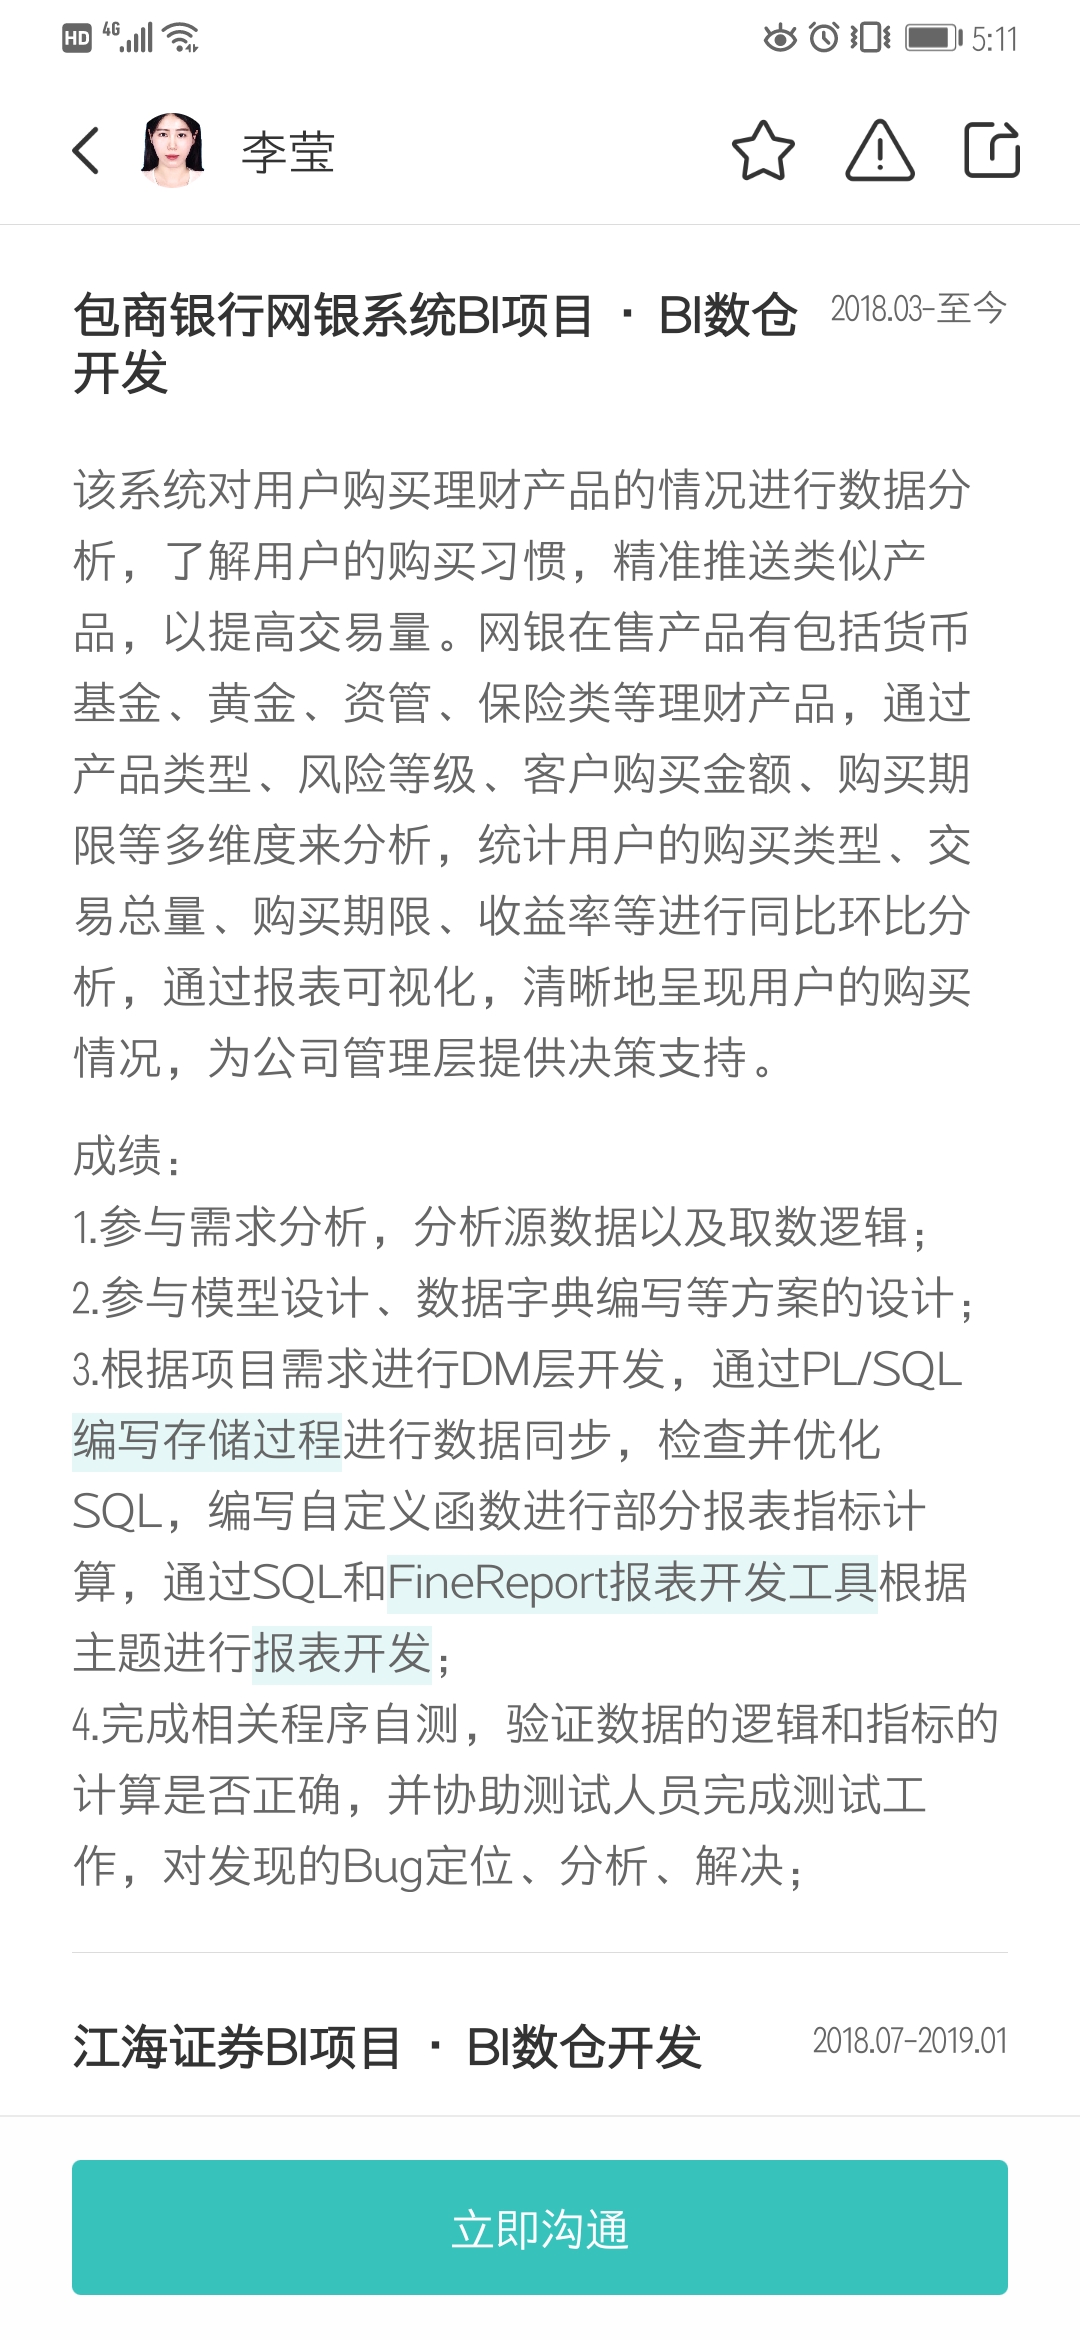 HD 4G 5:11
李莹
包商银行网银系统BI项目 · BI数仓 2018.03-至今
开发
该系统对用户购买理财产品的情况进行数据分
析，了解用户的购买习惯，精准推送类似产
品，以提高交易量。网银在售产品有包括货币
基金、黄金、资管、保险类等理财产品，通过
产品类型、风险等级、客户购买金额、购买期
限等多维度来分析，统计用户的购买类型、交
易总量、购买期限、收益率等进行同比环比分
析，通过报表可视化，清晰地呈现用户的购买
情况，为公司管理层提供决策支持。
成绩：
1.参与需求分析，分析源数据以及取数逻辑；
2.参与模型设计、数据字典编写等方案的设计；
3.根据项目需求进行DM层开发，通过PL/SQL
编写存储过程进行数据同步，检查并优化
SQL，编写自定义函数进行部分报表指标计
算，通过SQL和FineReport报表开发工具根据
主题进行报表开发；
4.完成相关程序自测，验证数据的逻辑和指标的
计算是否正确，并协助测试人员完成测试工
作，对发现的Bug定位、分析、解决；
江海证券BI项目 · BI数仓开发 2018.07-2019.01
立即沟通